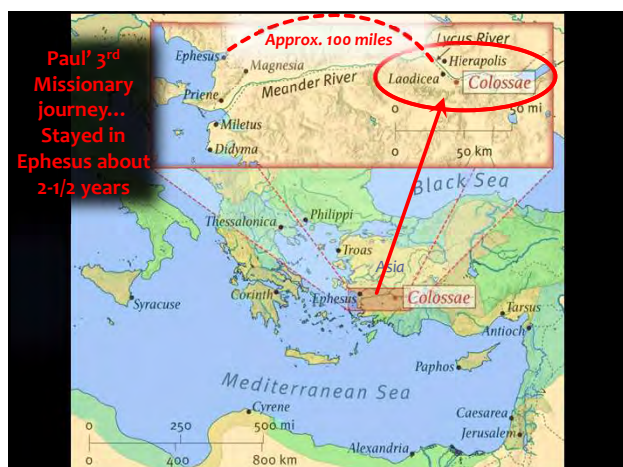 Paul' 3rd
Missionary
journey...
Stayed in
Ephesus about
2-1/2 years
Approx. 100 miles
Lycus River
Ephesus
Magnesia
Hierapolis
Laodicea
Colossae
Meander River
Priene
Miletus
Didyma
0 50 mi
0 50 km
Black Sea
Philippi
Thessalonica
Troas
Asia
Corinth
Ephesus
Colossae
Syracuse
Tarsus
Antioch
Paphos
Mediterranean Sea
Cyrene
Caesarea
Jerusalem
Alexandria
0 250 500 mi
0 400 800 km